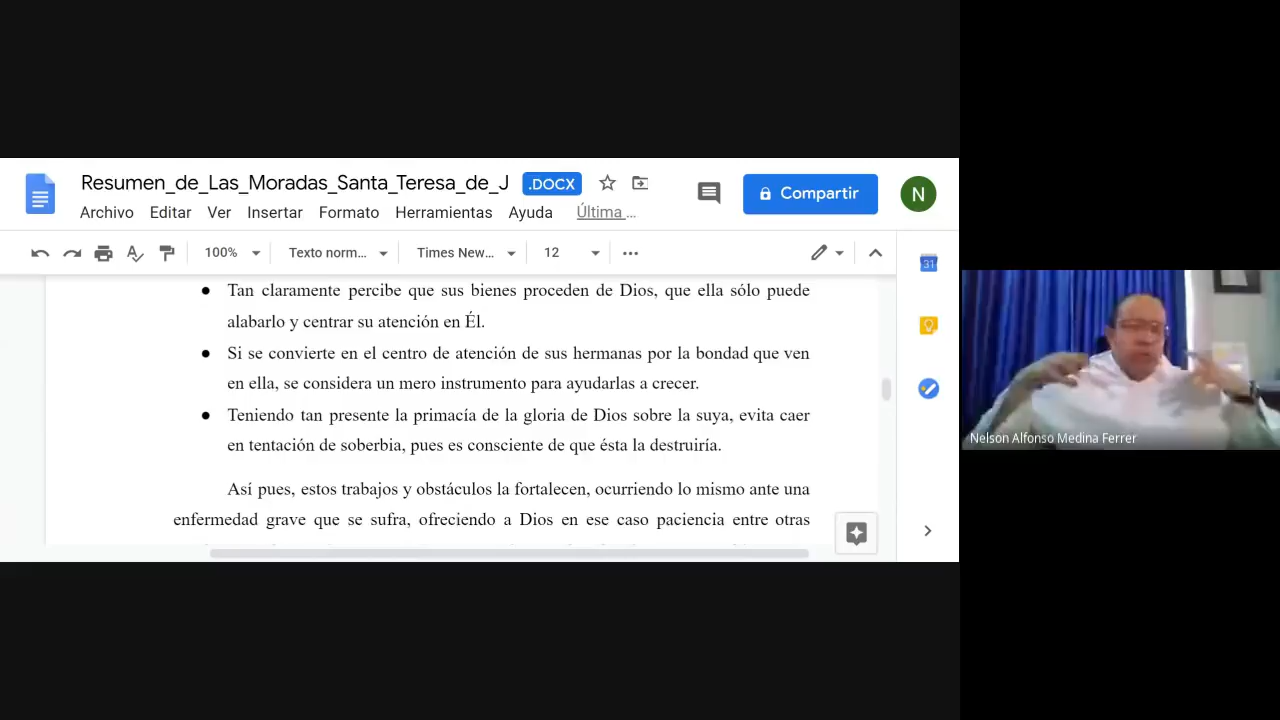 Resumen_de_Las_Moradas_Santa_Teresa_de_J .DOCX
Compartir
N
Archivo Editar Ver Insertar Formato Herramientas Ayuda Última ...
100% Texto norm... Times New... 12
31
● Tan claramente percibe que sus bienes proceden de Dios, que ella sólo puede
alabarlo y centrar su atención en Él.
● Si se convierte en el centro de atención de sus hermanas por la bondad que ven
en ella, se considera un mero instrumento para ayudarlas a crecer.
● Teniendo tan presente la primacía de la gloria de Dios sobre la suya, evita caer
en tentación de soberbia, pues es consciente de que ésta la destruiría.
Así pues, estos trabajos y obstáculos la fortalecen, ocurriendo lo mismo ante una
enfermedad grave que se sufra, ofreciendo a Dios en ese caso paciencia entre otras
Nelson Alfonso Medina Ferrer